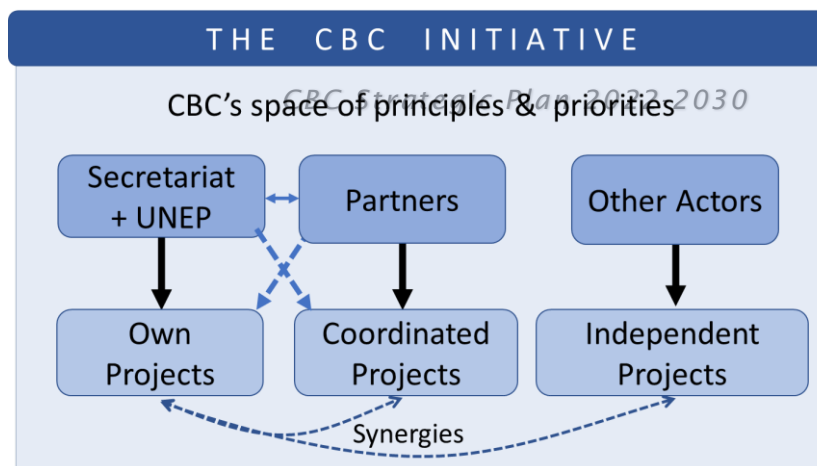 THE CBC INITIATIVE
CBC Strategic Plan 2022 2030
CBC's space of principles & priorities
Secretariat
+ UNEP
Partners
Other Actors
Own
Projects
Coordinated
Projects
Independent
Projects
Synergies